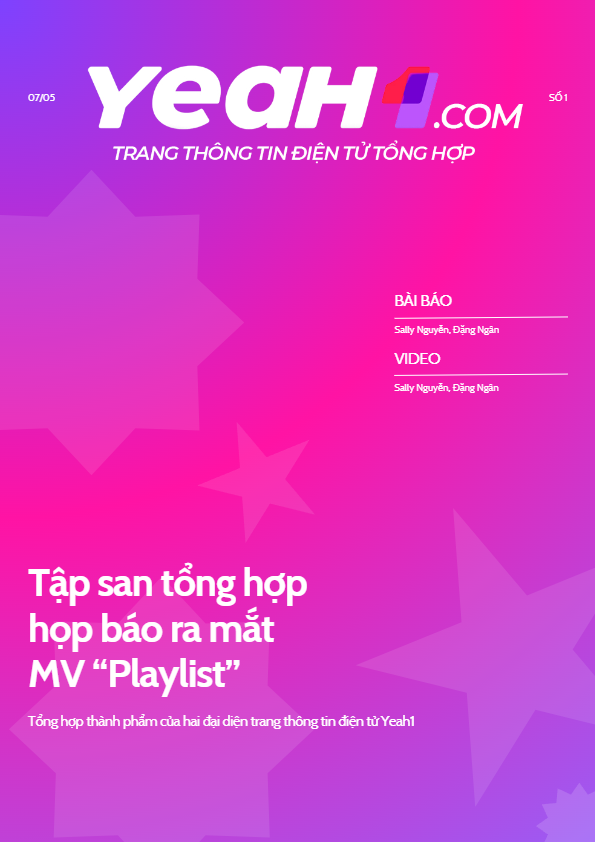 07/05
YeaH1.COM
SỐ 1
TRANG THÔNG TIN ĐIỆN TỬ TỔNG HỢP
BÀI BÁO
Sally Nguyễn, Đặng Ngân
VIDEO
Sally Nguyễn, Đặng Ngân
Tập san tổng hợp
họp báo ra mắt
MV “Playlist”
Tổng hợp thành phẩm của hai đại diện trang thông tin điện tử Yeah1